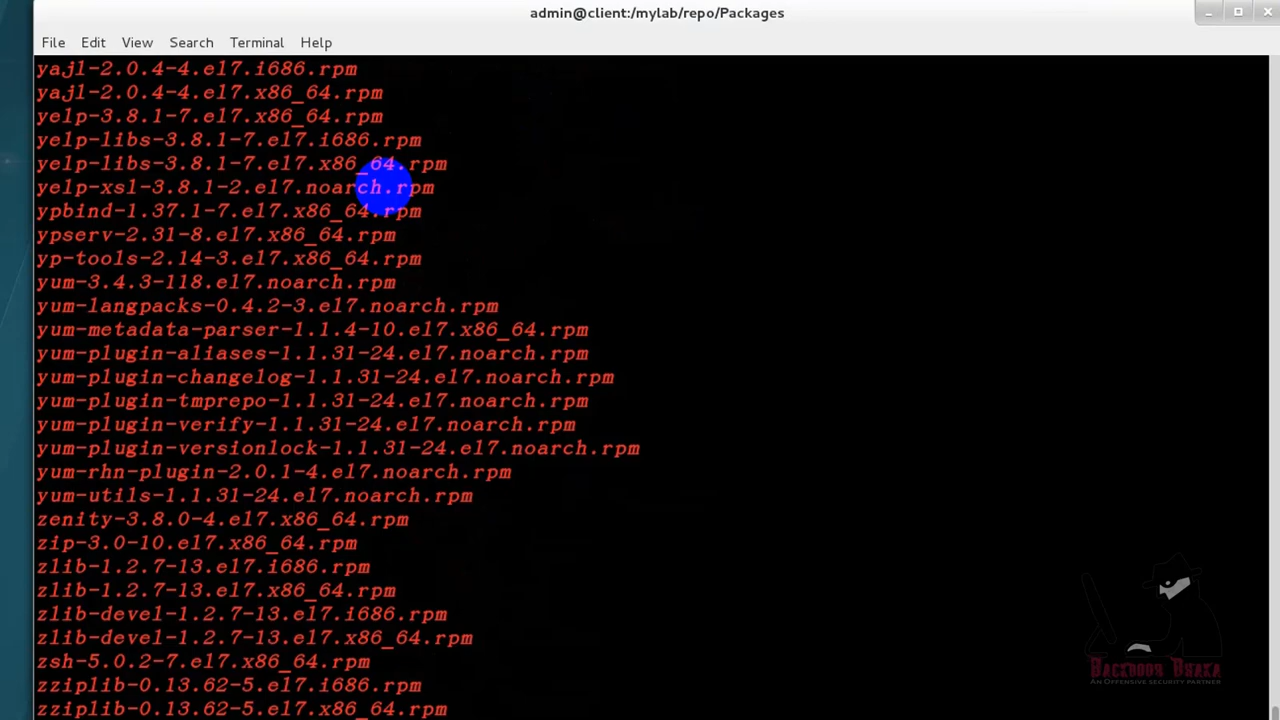 admin@client:/mylab/repo/Packages
File Edit View Search Terminal Help
yajl-2.0.4-4.el7.i686.rpm
yajl-2.0.4-4.el7.x86_64.rpm
yelp-3.8.1-7.el7.x86_64.rpm
yelp-libs-3.8.1-7.el7.i686.rpm
yelp-libs-3.8.1-7.el7.x86_64.rpm
yelp-xsl-3.8.1-2.el7.noarch.rpm
ypbind-1.37.1-7.el7.x86_64.rpm
ypserv-2.31-8.el7.x86_64.rpm
yp-tools-2.14-3.el7.x86_64.rpm
yum-3.4.3-118.el7.noarch.rpm
yum-langpacks-0.4.2-3.el7.noarch.rpm
yum-metadata-parser-1.1.4-10.el7.x86_64.rpm
yum-plugin-aliases-1.1.31-24.el7.noarch.rpm
yum-plugin-changelog-1.1.31-24.el7.noarch.rpm
yum-plugin-tmprepo-1.1.31-24.el7.noarch.rpm
yum-plugin-verify-1.1.31-24.el7.noarch.rpm
yum-plugin-versionlock-1.1.31-24.el7.noarch.rpm
yum-rhn-plugin-2.0.1-4.el7.noarch.rpm
yum-utils-1.1.31-24.el7.noarch.rpm
zenity-3.8.0-4.el7.x86_64.rpm
zip-3.0-10.el7.x86_64.rpm
zlib-1.2.7-13.el7.i686.rpm
zlib-1.2.7-13.el7.x86_64.rpm
zlib-devel-1.2.7-13.el7.i686.rpm
zlib-devel-1.2.7-13.el7.x86_64.rpm
zsh-5.0.2-7.el7.x86_64.rpm
zziplib-0.13.62-5.el7.i686.rpm
zziplib-0.13.62-5.el7.x86_64.rpm
Backdoor
AN OFFENSIVE SECURITY PARTNER